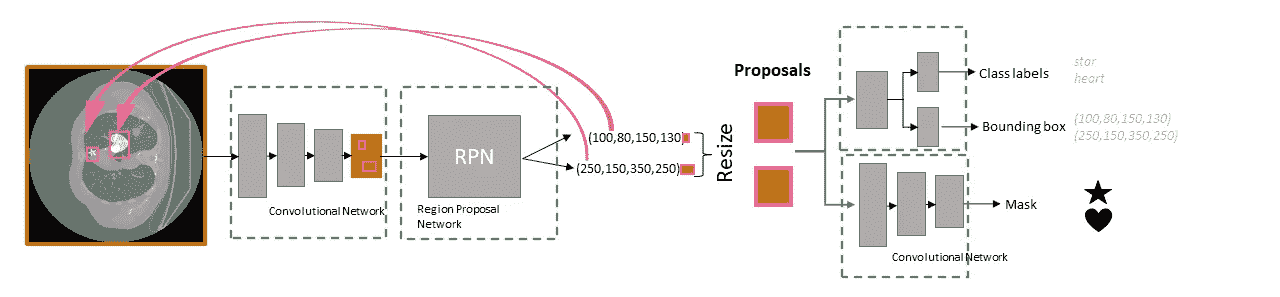 Convolutional Network
RPN
Region Proposal
Network
(100,80,150,130)
(250,150,350,250)
Resize
Proposals
Class labels
star
heart
Bounding box
(100,80,150,130)
(250,150,350,250)
Mask
Convolutional Network